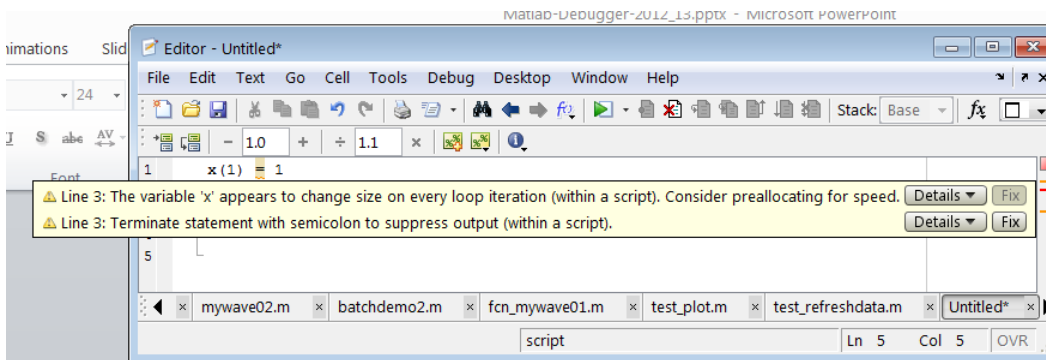 Matlab-Debugger-2012_13.pptx - Microsoft PowerPoint
nimations Slid
24
S abc AV
Font
Editor - Untitled*
File Edit Text Go Cell Tools Debug Desktop Window Help
Stack: Base fx
- 1.0 + ÷ 1.1 ×
1 x(1) = 1
Line 3: The variable 'x' appears to change size on every loop iteration (within a script). Consider preallocating for speed. Details Fix
Line 3: Terminate statement with semicolon to suppress output (within a script). Details Fix
5
mywave02.m batchdemo2.m fcn_mywave01.m test_plot.m test_refreshdata.m Untitled*
script Ln 5 Col 5 OVR